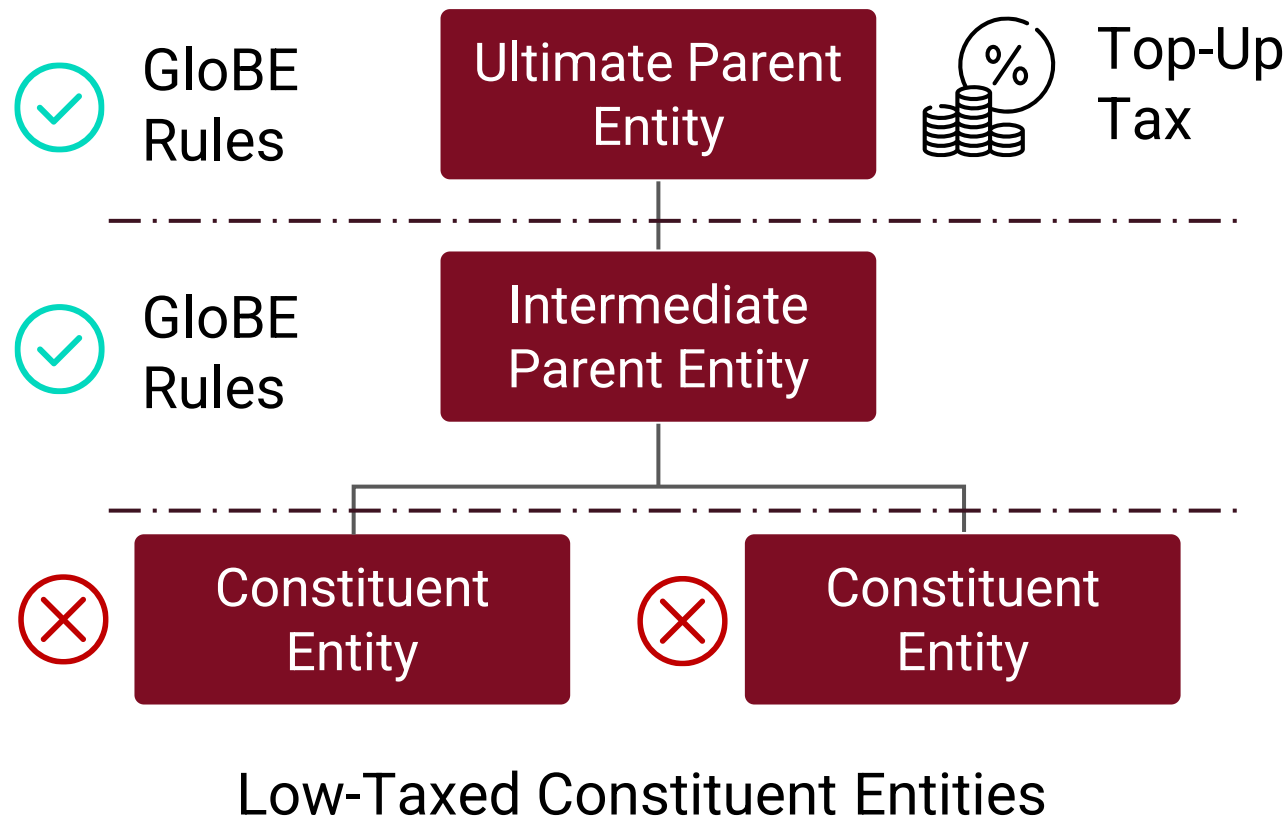 GloBE
Rules
Ultimate Parent
Entity
%
Top-Up
Tax
GloBE
Rules
Intermediate
Parent Entity
Constituent
Entity
Constituent
Entity
Low-Taxed Constituent Entities